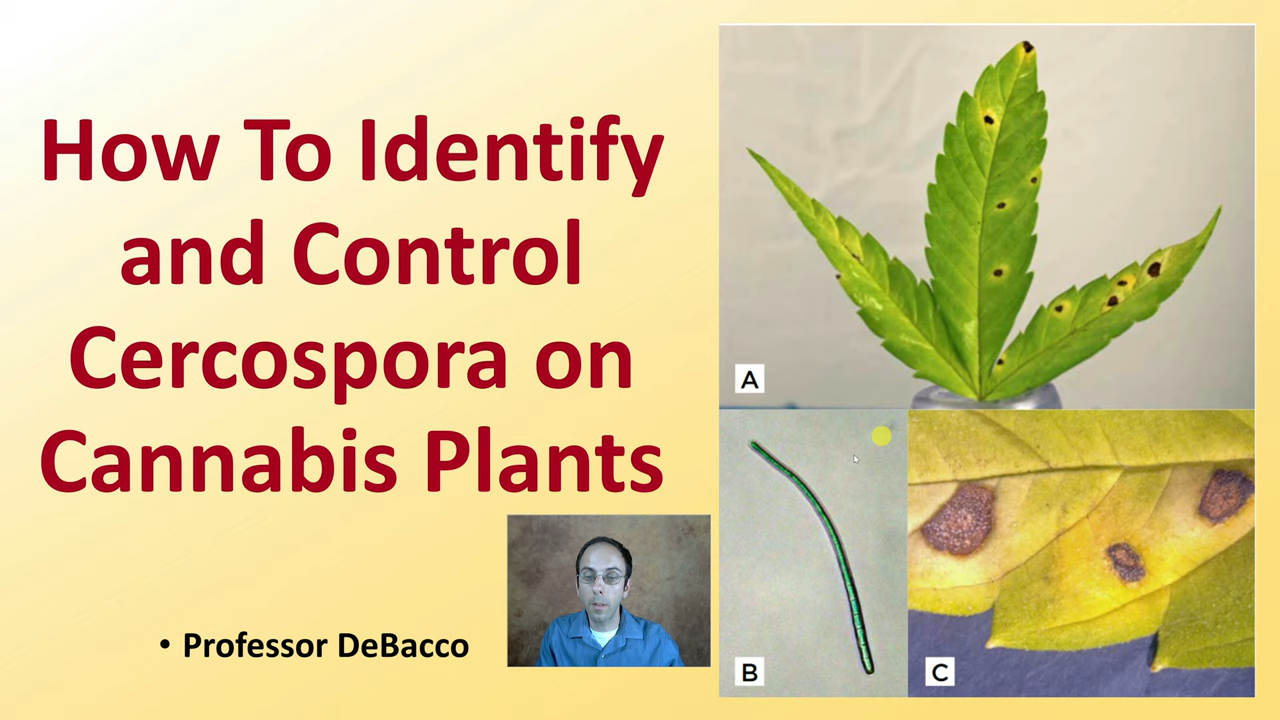 How To Identify
and Control
Cercospora on
Cannabis Plants
• Professor DeBacco
A
B
C